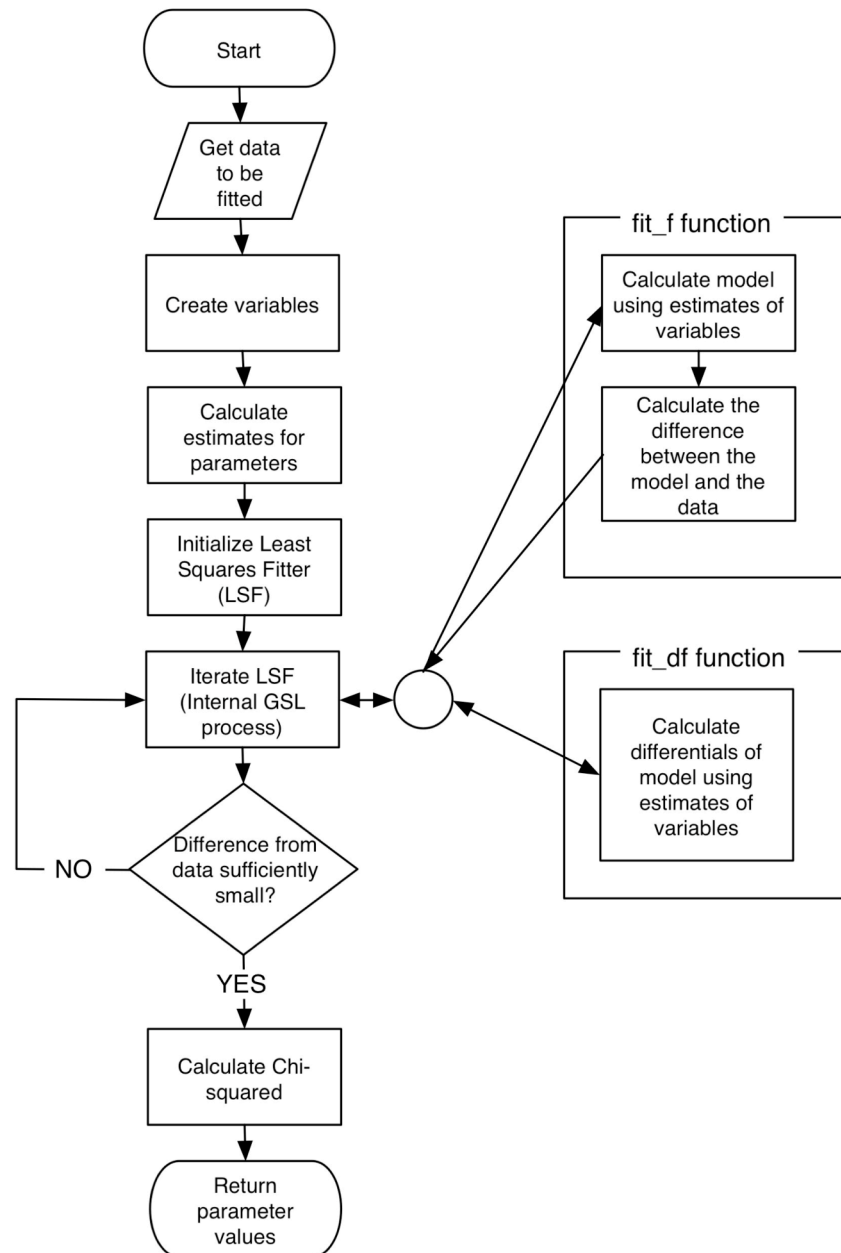 Start
Get data
to be
fitted
Create variables
Calculate
estimates for
parameters
Initialize Least
Squares Fitter
(LSF)
Iterate LSF
(Internal GSL
process)
Difference from
data sufficiently
small?
NO
YES
Calculate Chi-
squared
Return
parameter
values
fit_f function
Calculate model
using estimates of
variables
Calculate the
difference
between the
model and the
data
fit_df function
Calculate
differentials of
model using
estimates of
variables